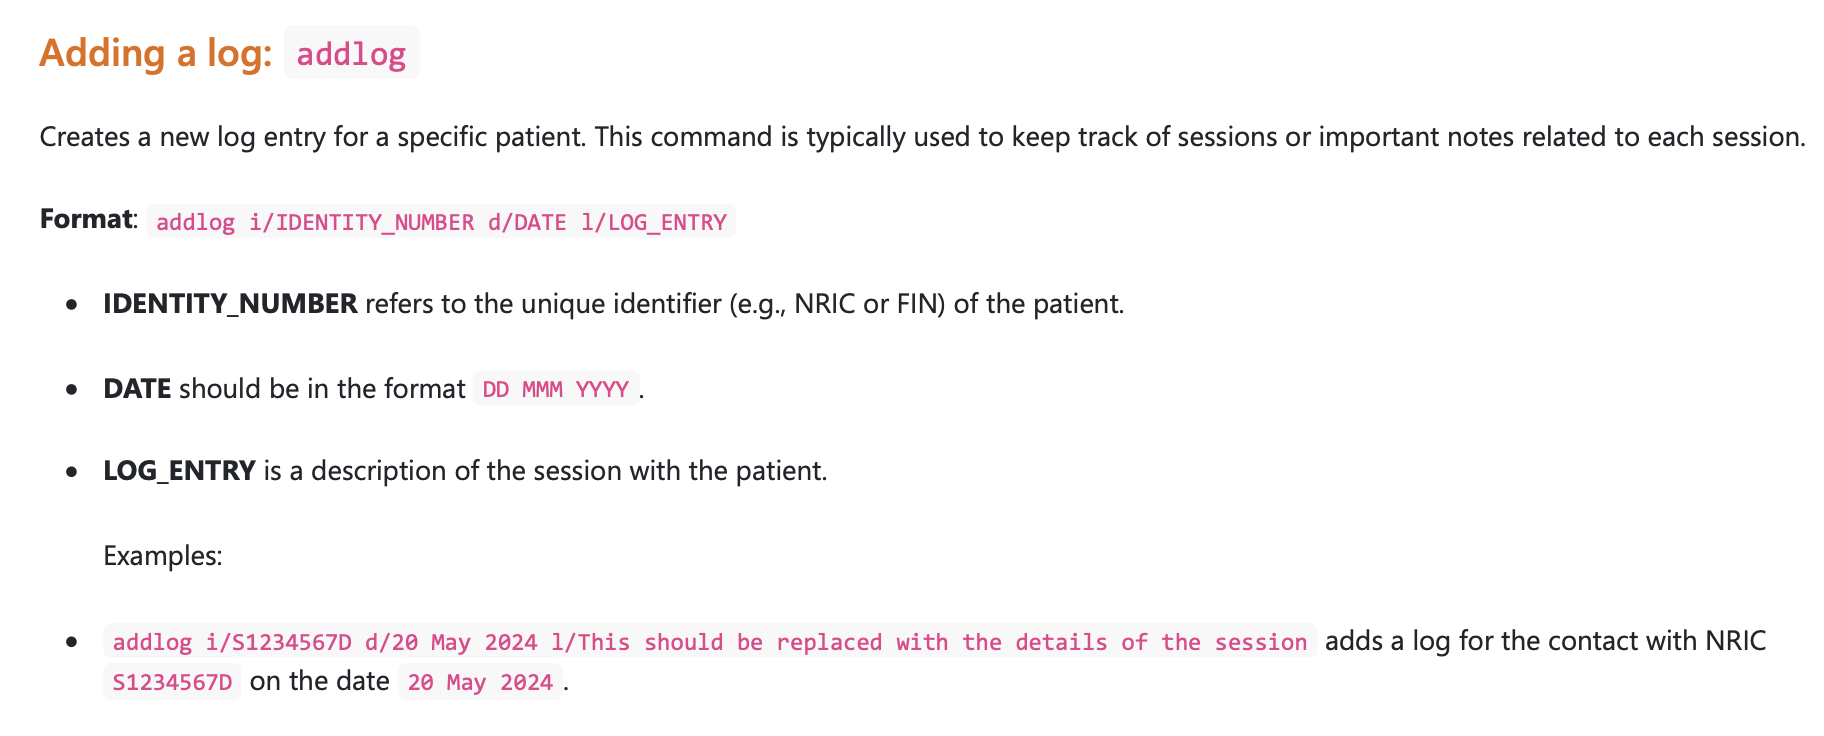 Adding a log: addlog
Creates a new log entry for a specific patient. This command is typically used to keep track of sessions or important notes related to each session.
Format: addlog i/IDENTITY_NUMBER d/DATE l/LOG_ENTRY
• IDENTITY_NUMBER refers to the unique identifier (e.g., NRIC or FIN) of the patient.
• DATE should be in the format DD MMM YYYY.
• LOG_ENTRY is a description of the session with the patient.
Examples:
• addlog i/S1234567D d/20 May 2024 l/This should be replaced with the details of the session adds a log for the contact with NRIC
S1234567D on the date 20 May 2024.